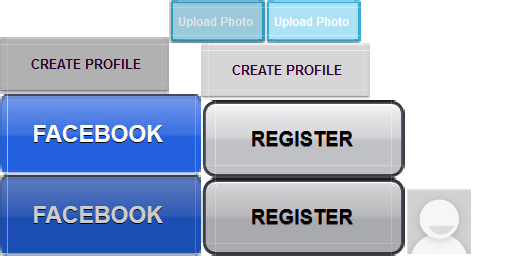 Upload Photo Upload Photo
CREATE PROFILE CREATE PROFILE
FACEBOOK REGISTER
FACEBOOK REGISTER